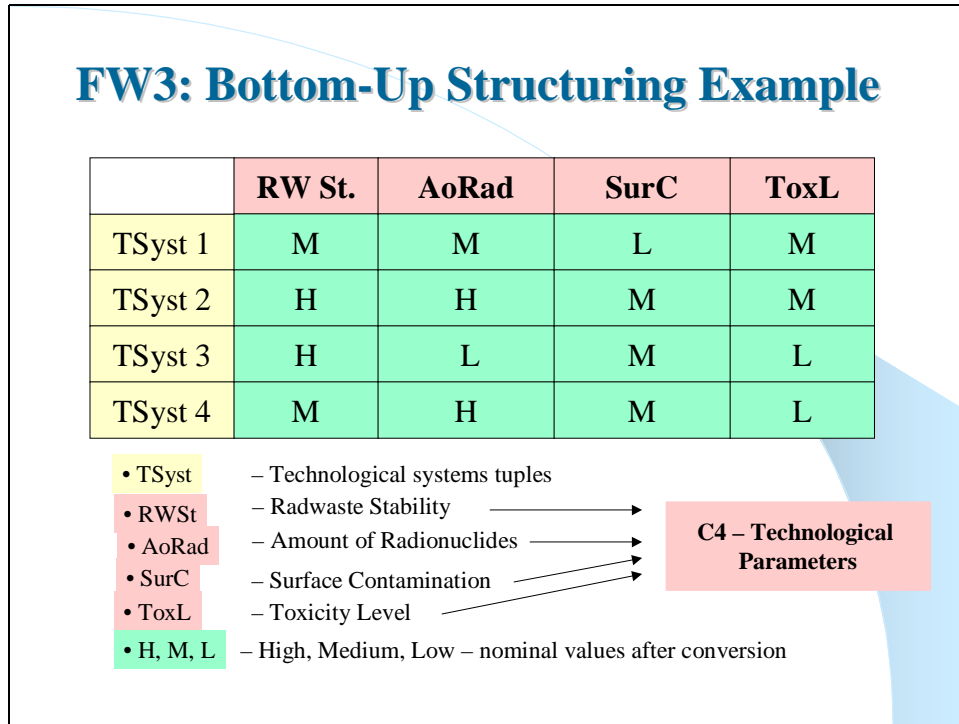 FW3: Bottom-Up Structuring Example
RW St. AoRad SurC ToxL
TSyst 1 M M L M
TSyst 2 H H M M
TSyst 3 H L M L
TSyst 4 M H M L
• TSyst – Technological systems tuples
• RWSt – Radwaste Stability
• AoRad – Amount of Radionuclides
• SurC – Surface Contamination
• ToxL – Toxicity Level
• H, M, L – High, Medium, Low – nominal values after conversion
C4 – Technological
Parameters